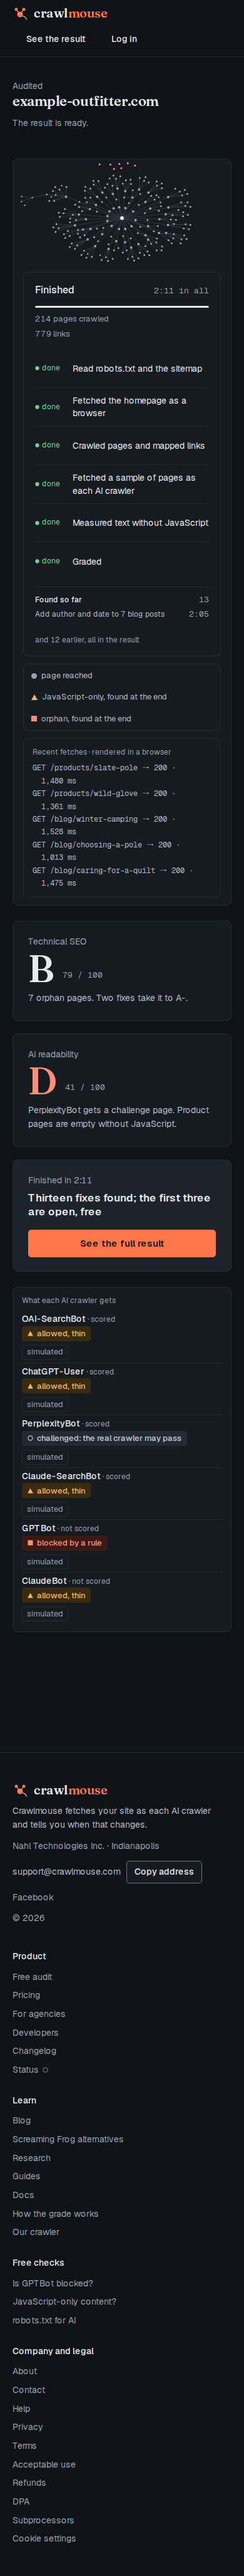 crawlmouse
See the result
Log in
Audited
example-outfitter.com
The result is ready.
Finished
2:11 in all
214 pages crawled
779 links
done
Read robots.txt and the sitemap
done
Fetched the homepage as a
browser
done
Crawled pages and mapped links
done
Fetched a sample of pages as
each AI crawler
done
Measured text without JavaScript
done
Graded
Found so far
13
Add author and date to 7 blog posts
2:05
and 12 earlier, all in the result
page reached
JavaScript-only, found at the end
orphan, found at the end
Recent fetches · rendered in a browser
GET /products/slate-pole → 200 ·
1,480 ms
GET /products/wild-glove → 200 ·
1,361 ms
GET /blog/winter-camping → 200 ·
1,528 ms
GET /blog/choosing-a-pole → 200 ·
1,013 ms
GET /blog/caring-for-a-quilt → 200 ·
1,475 ms
Technical SEO
B 79 / 100
7 orphan pages. Two fixes take it to A-.
AI readability
D 41 / 100
PerplexityBot gets a challenge page. Product
pages are empty without JavaScript.
Finished in 2:11
Thirteen fixes found; the first three
are open, free
See the full result
What each AI crawler gets
OAI-SearchBot · scored
allowed, thin
simulated
ChatGPT-User · scored
allowed, thin
simulated
PerplexityBot · scored
challenged: the real crawler may pass
simulated
Claude-SearchBot · scored
allowed, thin
simulated
GPTBot · not scored
blocked by a rule
simulated
ClaudeBot · not scored
allowed, thin
simulated
crawlmouse
Crawlmouse fetches your site as each AI crawler
and tells you when that changes.
Nahl Technologies Inc. · Indianapolis
support@crawlmouse.com
Copy address
Facebook
© 2026
Product
Free audit
Pricing
For agencies
Developers
Changelog
Status
Learn
Blog
Screaming Frog alternatives
Research
Guides
Docs
How the grade works
Our crawler
Free checks
Is GPTBot blocked?
JavaScript-only content?
robots.txt for AI
Company and legal
About
Contact
Help
Privacy
Terms
Acceptable use
Refunds
DPA
Subprocessors
Cookie settings